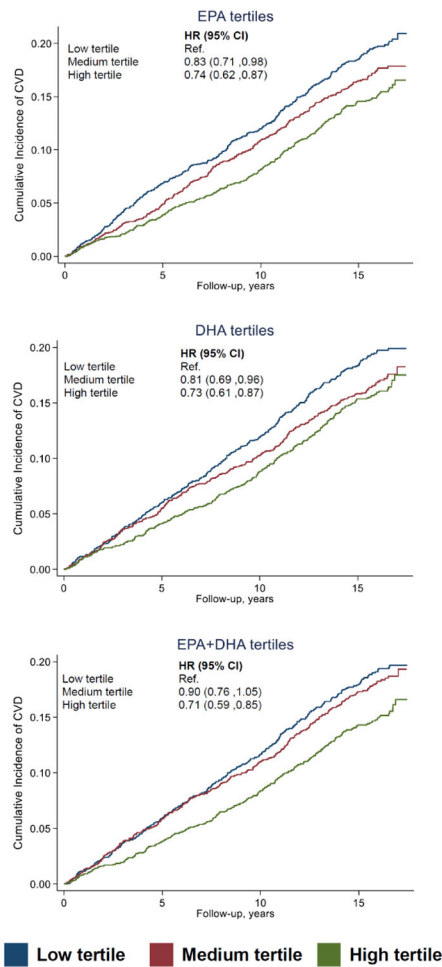 EPA tertiles
HR (95% CI)
Low tertile Ref.
Medium tertile 0.83 (0.71 ,0.98)
High tertile 0.74 (0.62 ,0.87)
Cumulative Incidence of CVD
0.20
0.15
0.10
0.05
0.00
0 5 10 15
Follow-up, years
DHA tertiles
HR (95% CI)
Low tertile Ref.
Medium tertile 0.81 (0.69 ,0.96)
High tertile 0.73 (0.61 ,0.87)
Cumulative Incidence of CVD
0.20
0.15
0.10
0.05
0.00
0 5 10 15
Follow-up, years
EPA+DHA tertiles
HR (95% CI)
Low tertile Ref.
Medium tertile 0.90 (0.76 ,1.05)
High tertile 0.71 (0.59 ,0.85)
Cumulative Incidence of CVD
0.20
0.15
0.10
0.05
0.00
0 5 10 15
Follow-up, years
Low tertile Medium tertile High tertile